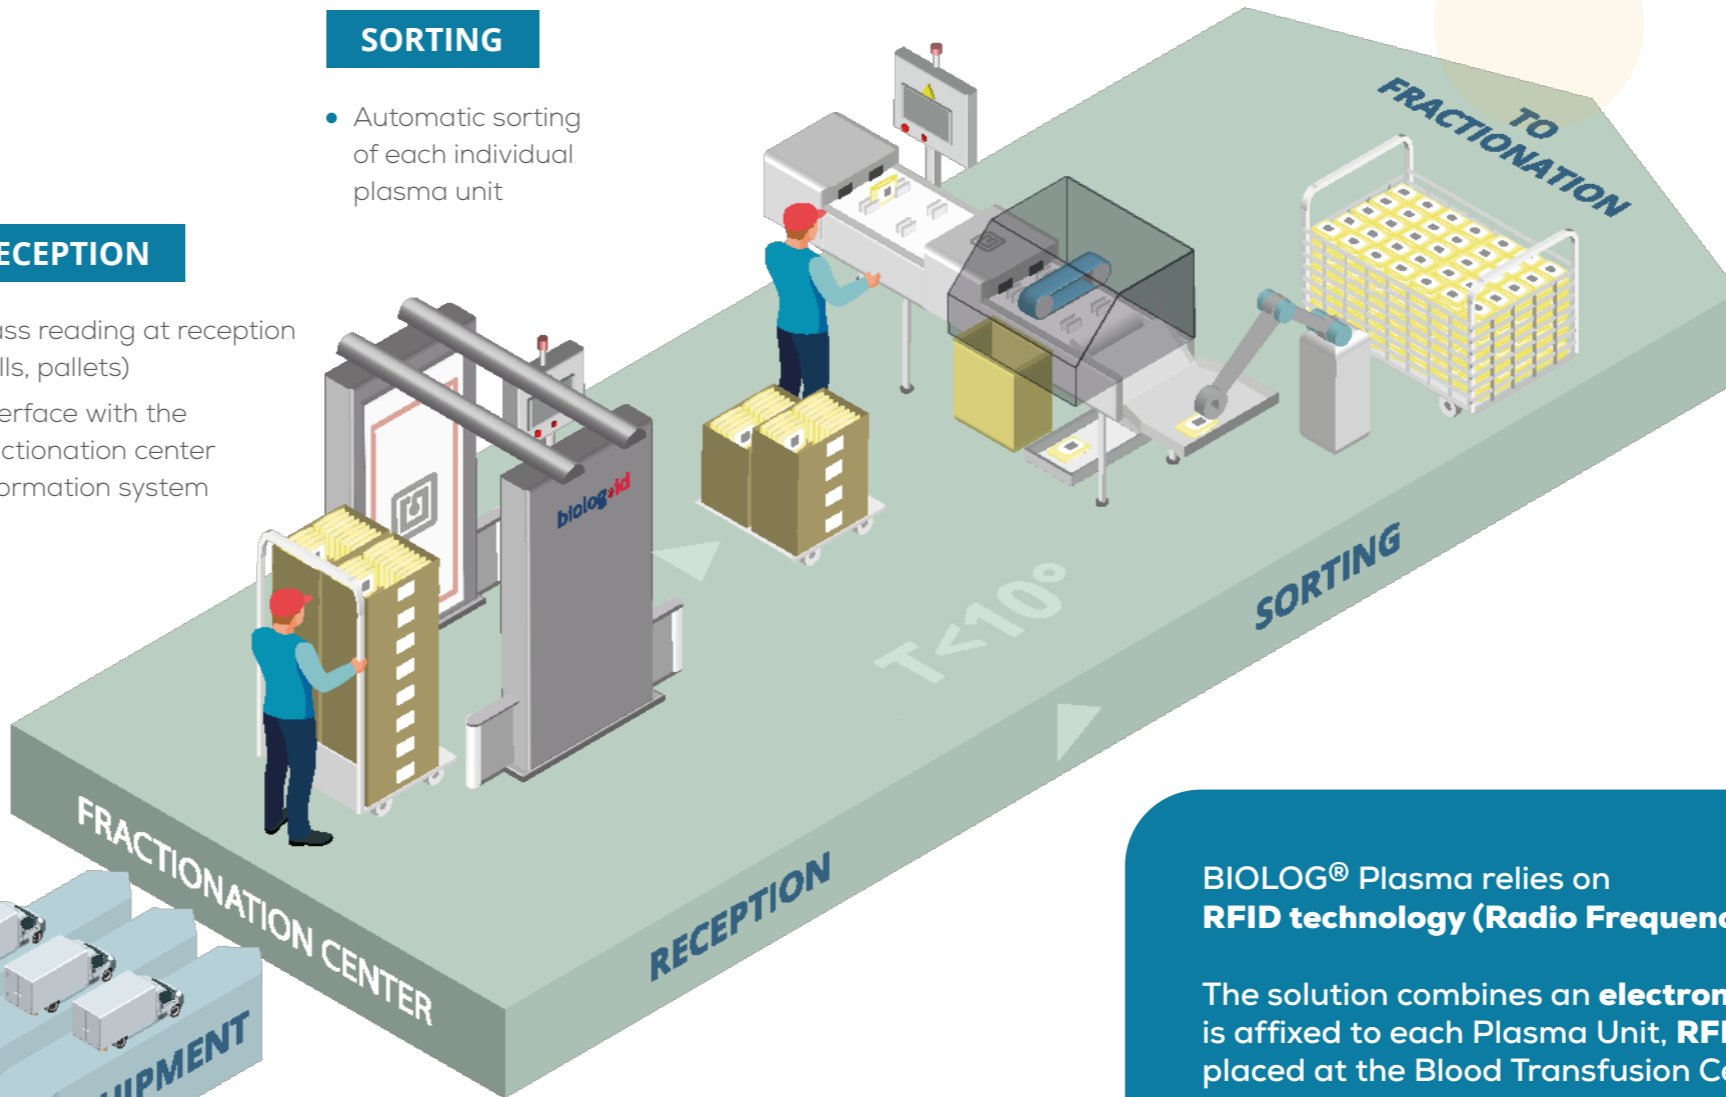 SORTING
• Automatic sorting
of each individual
plasma unit
ECEPTION
ass reading at reception
lls, pallets)
erface with the
ctionation center
ormation system
TO
FRACTIONATION
biolog-id
T<10°
SORTING
RECEPTION
FRACTIONATION CENTER
HIPMENT
BIOLOG® Plasma relies on
RFID technology (Radio Frequenc
The solution combines an electron
is affixed to each Plasma Unit, RFI
placed at the Blood Transfusion Ce